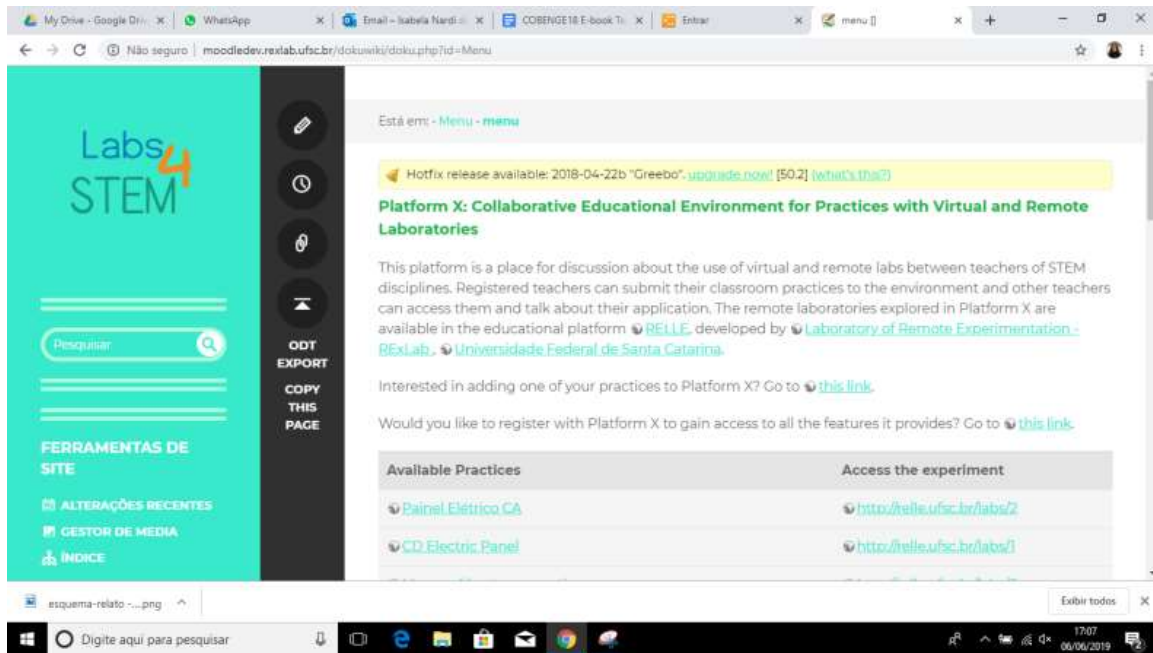 My Drive - Google Dri
WhatsApp
Email – Isabela Nardi
COBENGE18 E-book
Entrar
menu []
Não seguro | moodledev.rexlab.ufsc.br/dokuwiki/doku.php?id=Menu
Labs4
STEM
Pesquisar
FERRAMENTAS DE
SITE
ALTERAÇÕES RECENTES
GESTOR DE MEDIA
ÍNDICE
ODT
EXPORT
COPY
THIS
PAGE
Está em: - Menu - menu
Hotfix release available: 2018-04-22b "Greebo". upgrade now! [50.2] (what's this?)
Platform X: Collaborative Educational Environment for Practices with Virtual and Remote
Laboratories
This platform is a place for discussion about the use of virtual and remote labs between teachers of STEM
disciplines. Registered teachers can submit their classroom practices to the environment and other teachers
can access them and talk about their application. The remote laboratories explored in Platform X are
available in the educational platform RELLE, developed by Laboratory of Remote Experimentation -
RExLab , Universidade Federal de Santa Catarina.
Interested in adding one of your practices to Platform X? Go to this link.
Would you like to register with Platform X to gain access to all the features it provides? Go to this link.
Available Practices Access the experiment
Painel Elétrico CA http://relle.ufsc.br/labs/2
CD Electric Panel http://relle.ufsc.br/labs/1
esquema-relato -....png
Exibir todos
Digite aqui para pesquisar
17:07
06/06/2019